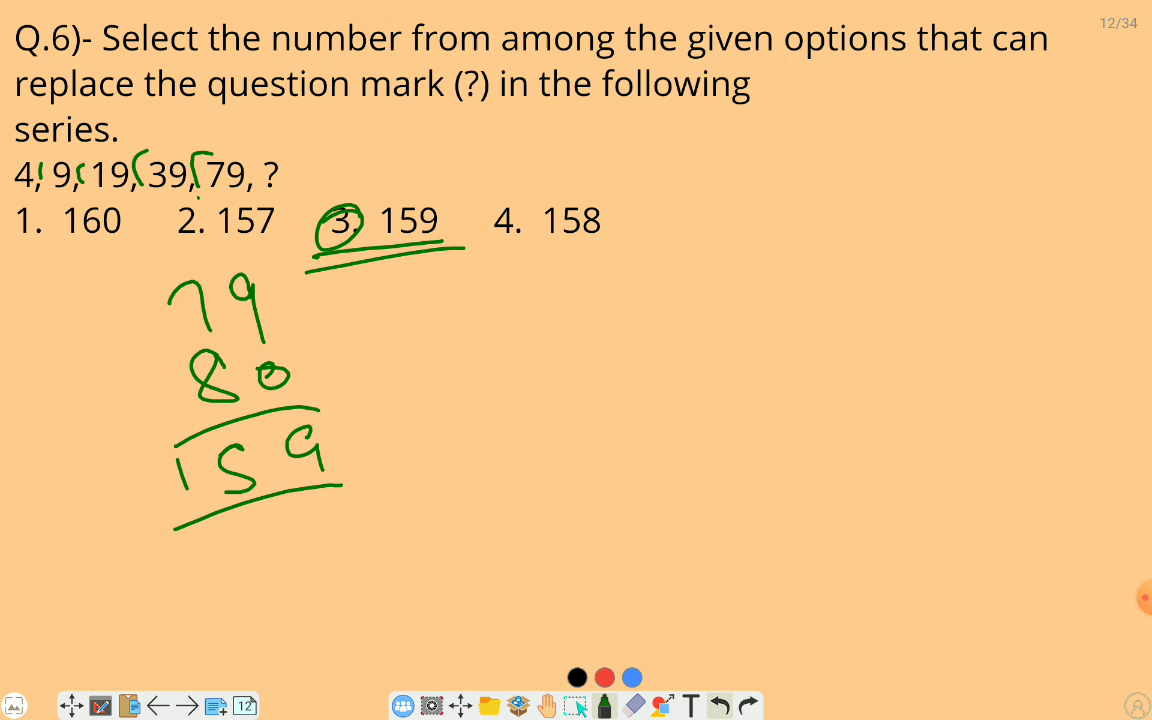 12/34
Q.6)- Select the number from among the given options that can
replace the question mark (?) in the following
series.
4, 9, 19, 39, 79, ?
1. 160 2. 157 3. 159 4. 158
79
80
159
12
T